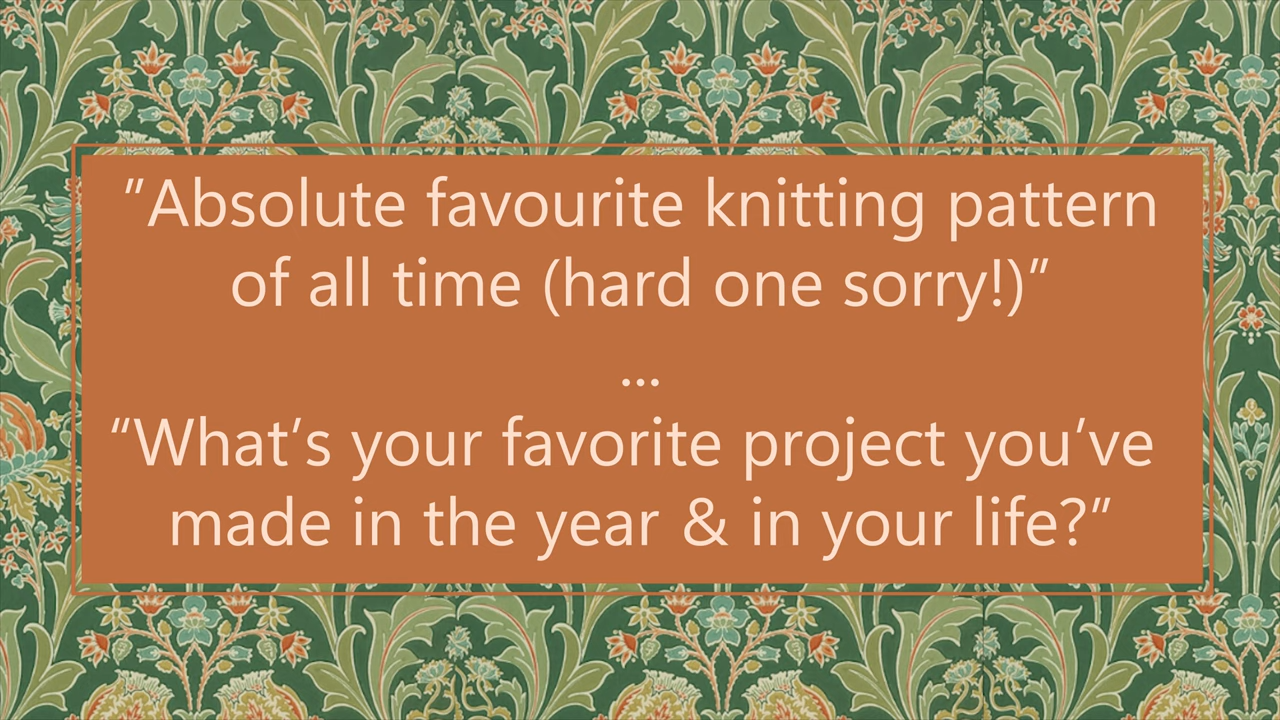 ”Absolute favourite knitting pattern
of all time (hard one sorry!)”
...
“What’s your favorite project you’ve
made in the year & in your life?”